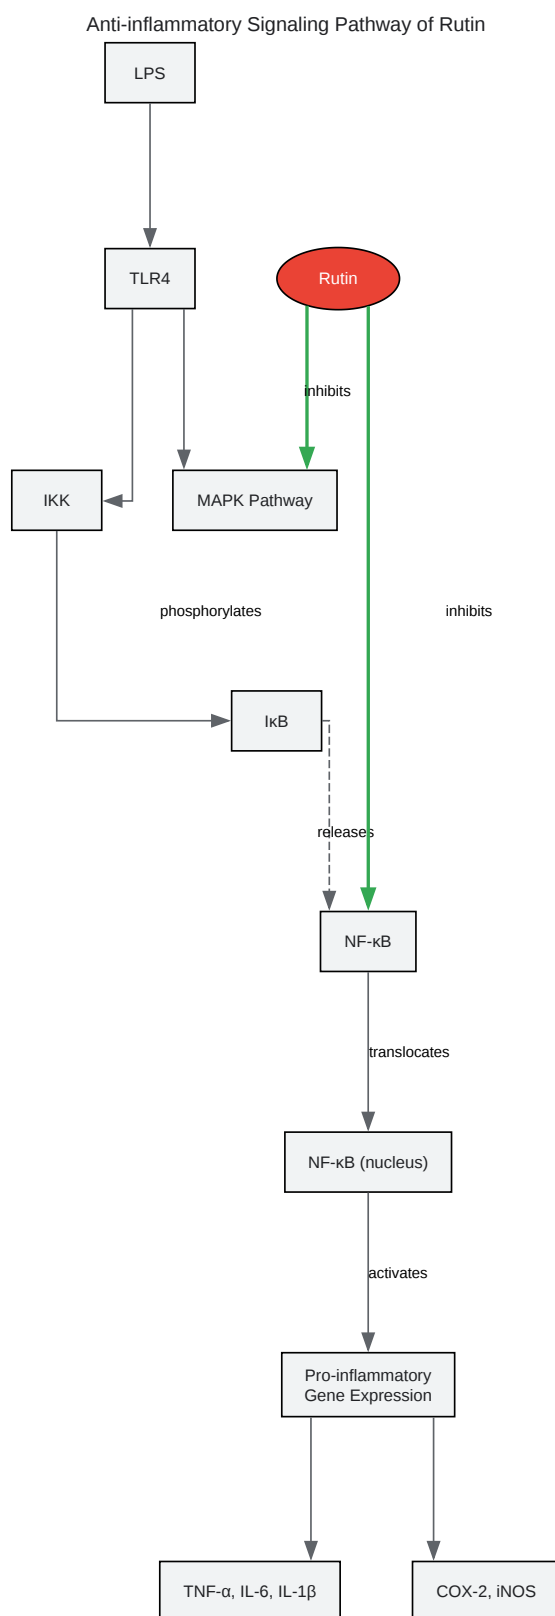 Anti-inflammatory Signaling Pathway of Rutin
LPS
TLR4
Rutin
inhibits
IKK
MAPK Pathway
phosphorylates
inhibits
IκB
releases
NF-κB
translocates
NF-κB (nucleus)
activates
Pro-inflammatory
Gene Expression
TNF-α, IL-6, IL-1β
COX-2, iNOS